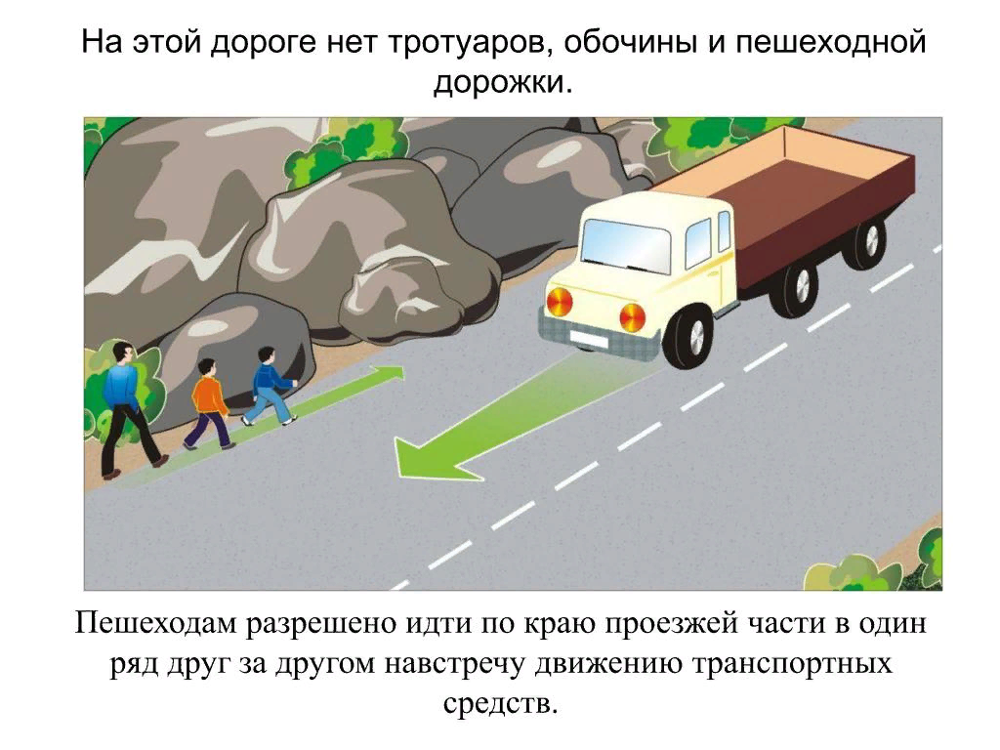 На этой дороге нет тротуаров, обочины и пешеходной
дорожки.
Пешеходам разрешено идти по краю проезжей части в один
ряд друг за другом навстречу движению транспортных
средств.